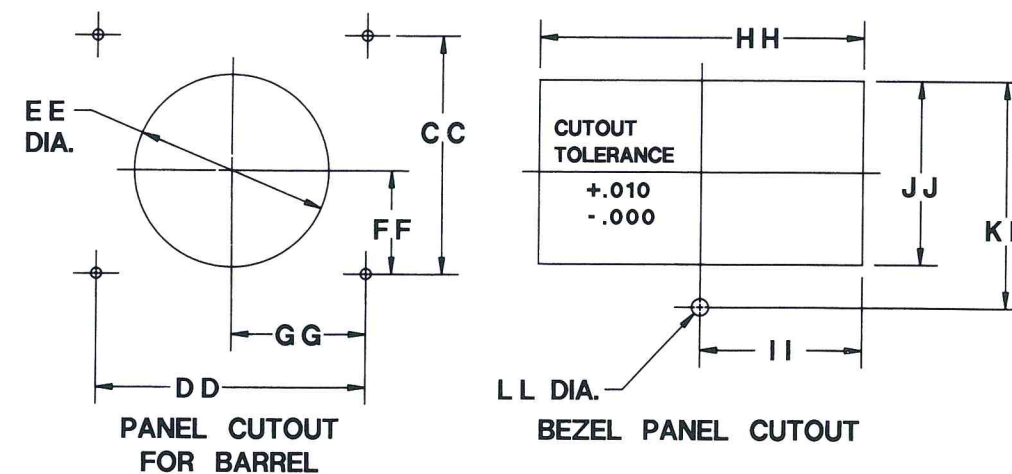 EE
DIA.
CC
FF
GG
DD
PANEL CUTOUT
FOR BARREL
HH
CUTOUT
TOLERANCE
+.010
-.000
JJ
II
LL DIA.
BEZEL PANEL CUTOUT